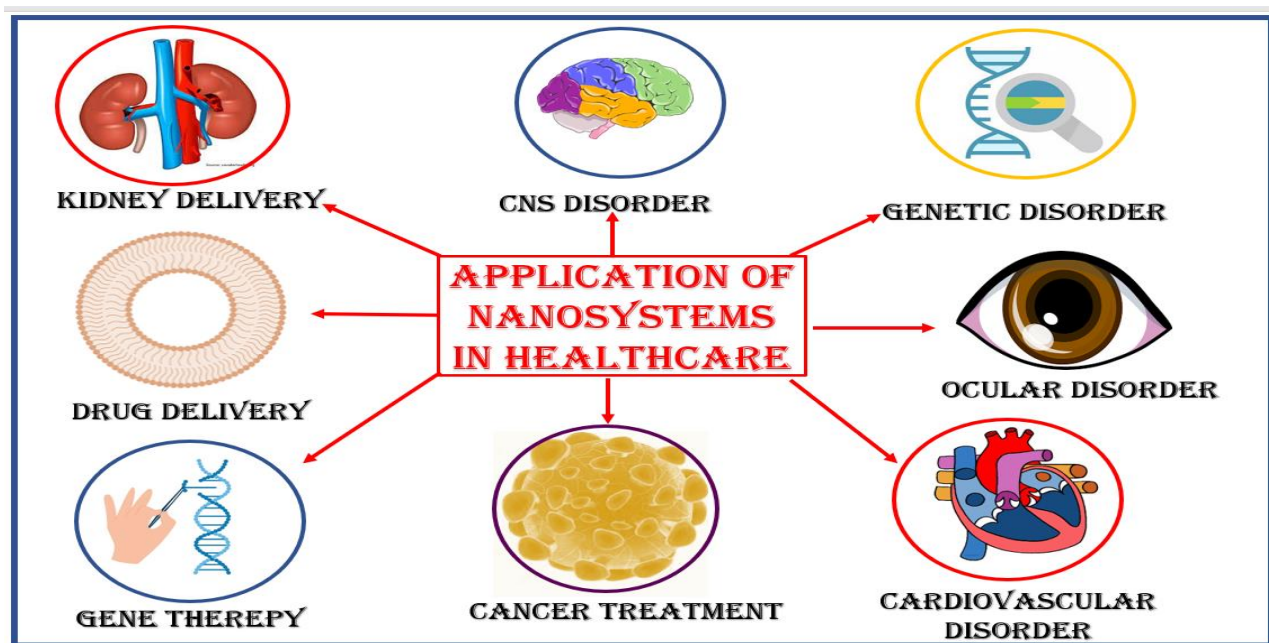 KIDNEY DELIVERY
CNS DISORDER
GENETIC DISORDER
APPLICATION OF
NANOSYSTEMS
IN HEALTHCARE
DRUG DELIVERY
OCULAR DISORDER
GENE THEREPY
CANCER TREATMENT
CARDIOVASCULAR
DISORDER